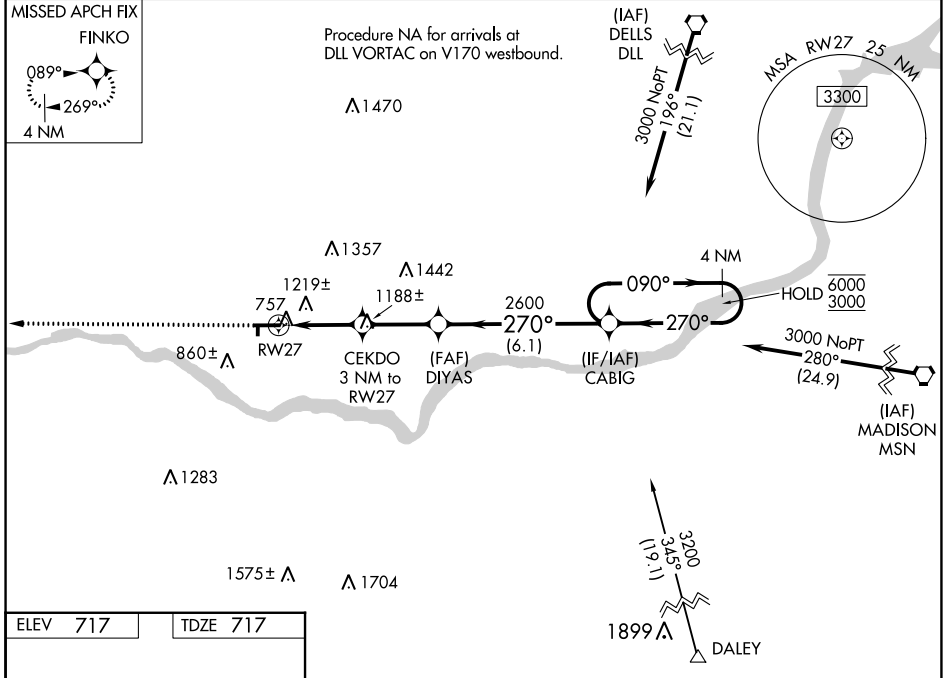 MISSED APCH FIX
FINKO
089°
269°
4 NM
Procedure NA for arrivals at
DLL VORTAC on V170 westbound.
(IAF)
DELLS
DLL
3000 NoPT
196°
(21.1)
MSA RW27 25 NM
3300
1470
1357
1442
1219±
1188±
757
860±
RW27
CEKDO
3 NM to
RW27
(FAF)
DIYAS
2600
270°
(6.1)
(IF/IAF)
CABIG
090°
270°
4 NM
HOLD
6000
3000
3000 NoPT
280°
(24.9)
(IAF)
MADISON
MSN
1283
1575±
1704
3200
345°
(19.1)
1899
DALEY
ELEV 717
TDZE 717